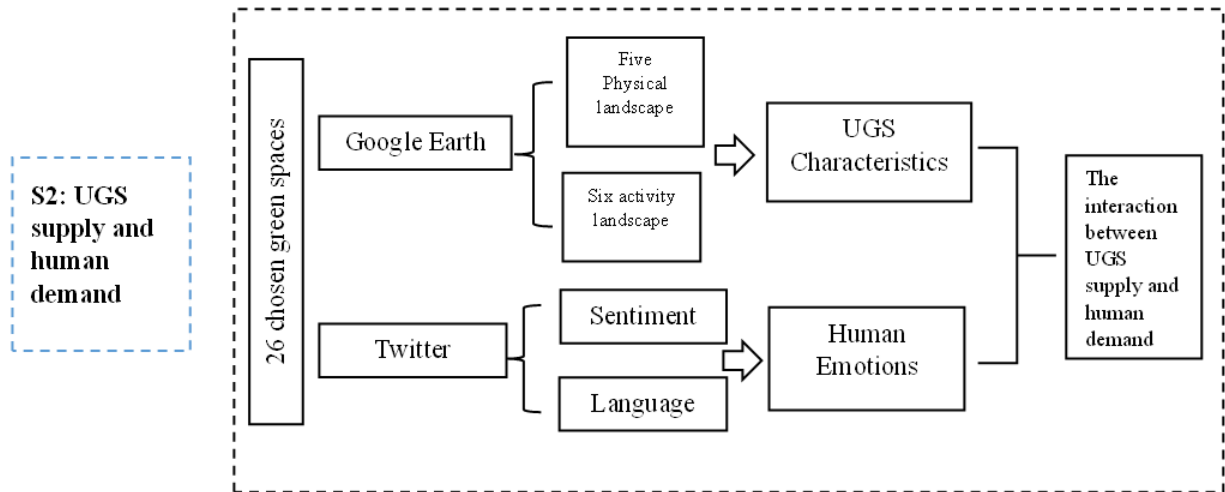 S2: UGS
supply and
human
demand
26 chosen green spaces
Google Earth
Five
Physical
landscape
Six activity
landscape
UGS
Characteristics
Twitter
Sentiment
Language
Human
Emotions
The
interaction
between
UGS
supply and
human
demand